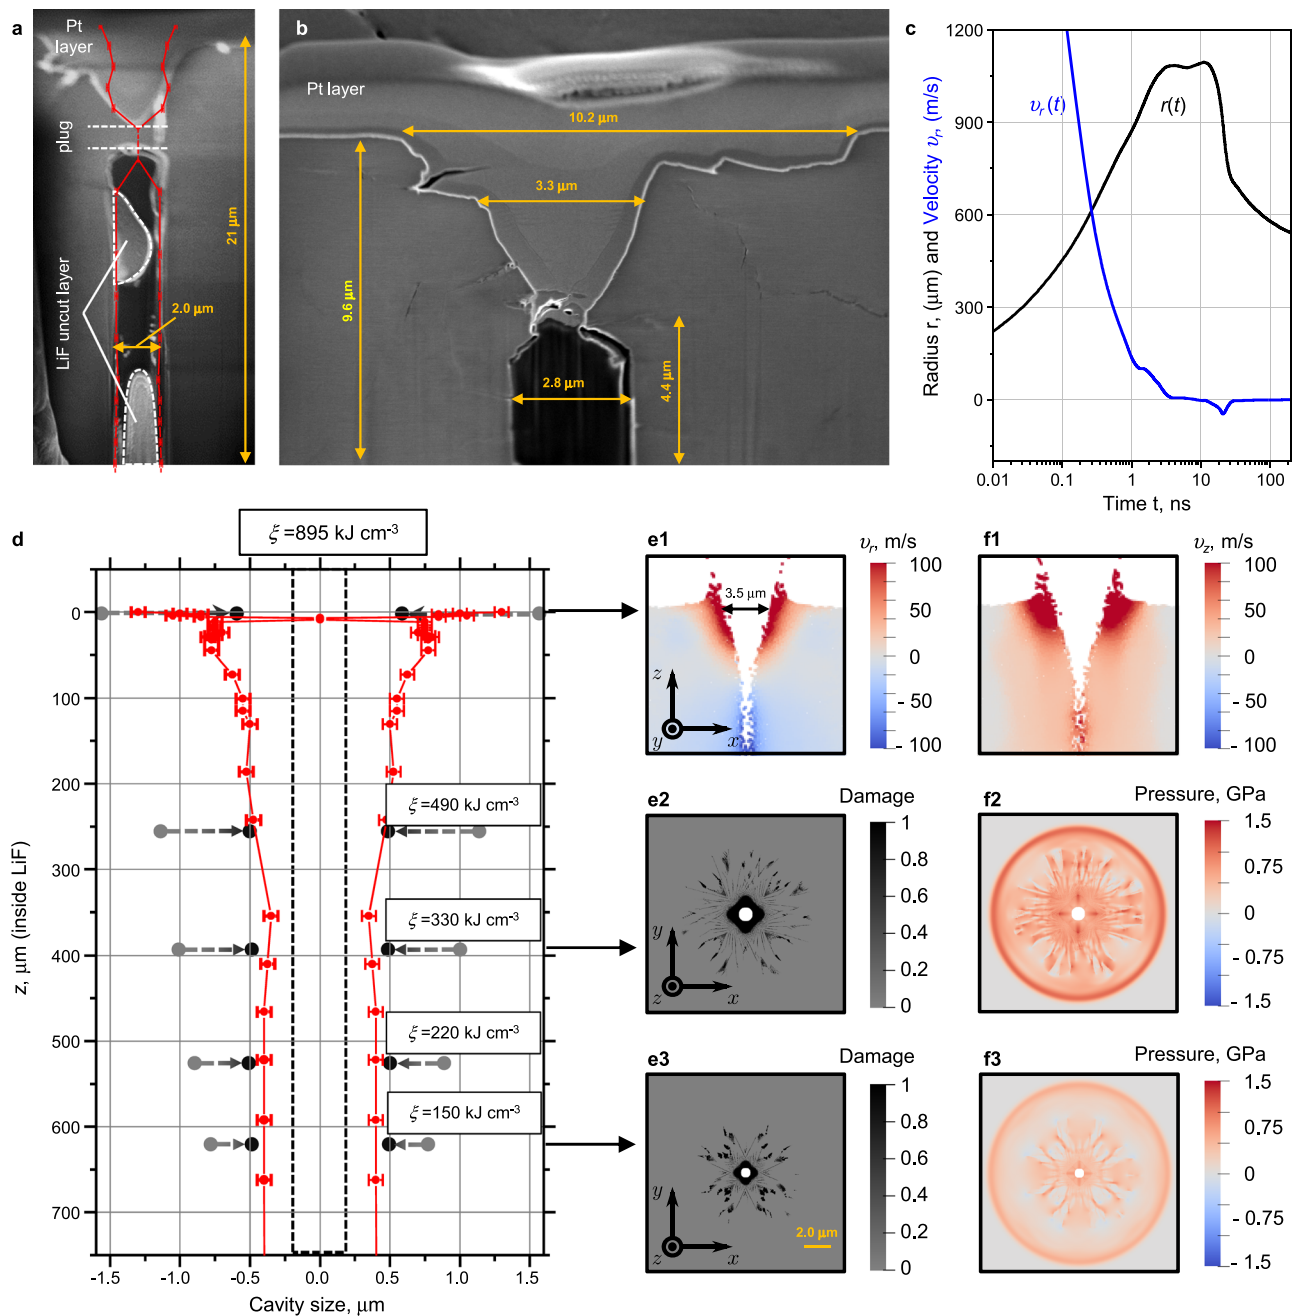 a
Pt
layer
plug
LiF uncut layer
2.0 μm
21 μm
b
Pt layer
10.2 μm
3.3 μm
9.6 μm
2.8 μm
4.4 μm
c
Radius r, (μm) and Velocity υr, (m/s)
1200
900
600
300
0
υr(t)
r(t)
0.01
0.1
1
10
100
Time t, ns
d
ξ=895 kJ cm-3
ξ=490 kJ cm-3
ξ=330 kJ cm-3
ξ=220 kJ cm-3
ξ=150 kJ cm-3
z, μm (inside LiF)
0
100
200
300
400
500
600
700
-1.5
-1.0
-0.5
0.0
0.5
1.0
1.5
Cavity size, μm
e1
υr, m/s
3.5 μm
z
y
x
100
50
0
- 50
- 100
f1
υz, m/s
100
50
0
- 50
- 100
e2
Damage
y
z
x
1
0.8
0.6
0.4
0.2
0
f2
Pressure, GPa
1.5
0.75
0
- 0.75
- 1.5
e3
Damage
y
z
x
2.0 μm
1
0.8
0.6
0.4
0.2
0
f3
Pressure, GPa
1.5
0.75
0
- 0.75
- 1.5